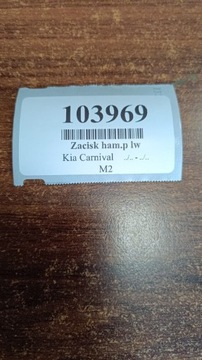 103969
Zacisk ham.p lw
Kia Carnival ../.. - ../..
M2